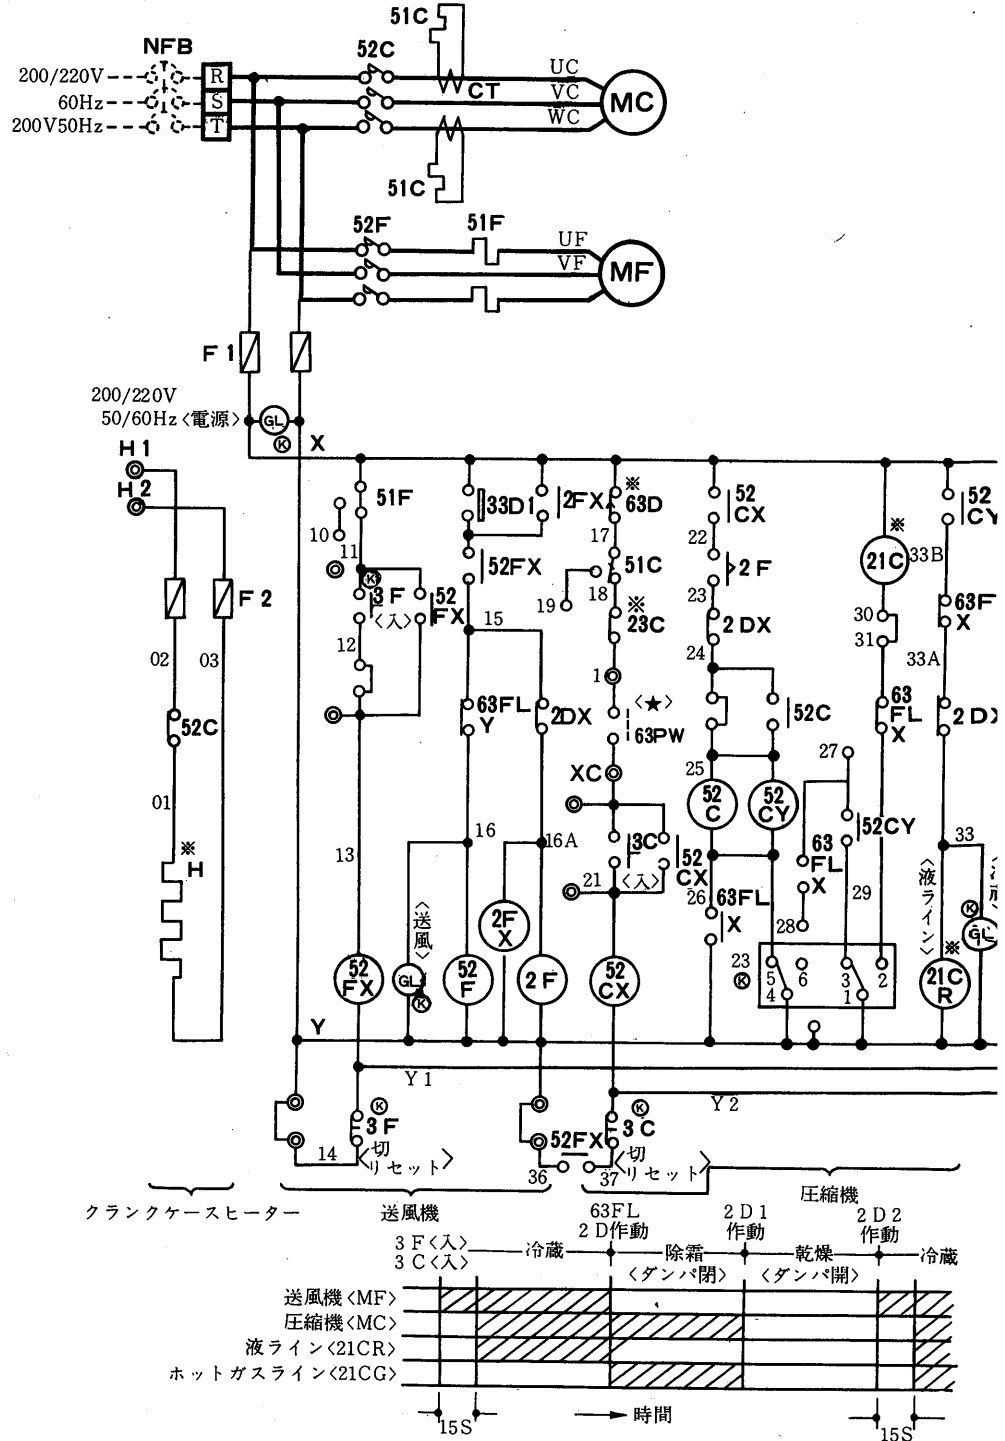 51C
NFB
52C
200/220V
R
UC
CT
MC
60Hz
S
VC
200V50Hz
T
WC
51C
52F
51F
UF
VF
MF
F1
200/220V
50/60Hz〈電源〉
GL
K
X
H1
H2
51F
33D1
2FX
※
63D
52
CX
※
52
CY
10
11
17
22
21C
33B
K
3F
〈入〉
52
FX
52FX
51C
18
2F
F2
19
※
23C
23
2DX
30
31
63F
X
02
03
12
15
24
33A
52C
63FL
Y
2DX
1
〈★〉
63PW
52C
63
FL
X
2DX
XC
25
27
01
52
C
52
CY
※
H
13
16
16A
3C
〈入〉
52
CX
52CY
33
63
FL
X
〈液ライン〉
21
26
63FL
X
29
〈送風〉
2F
X
28
K
GL
52
FX
GL
K
52
F
2F
52
CX
23
K
5
4
6
3
1
2
※
21C
R
Y
Y1
Y2
K
3F
〈切
リセット〉
14
52FX
36
37
K
3C
〈切
リセット〉
クランクケースヒーター
送風機
圧縮機
63FL
2D作動
2D1
作動
2D2
作動
3F〈入〉
3C〈入〉
冷蔵
除霜
〈ダンパ閉〉
乾燥
〈ダンパ開〉
冷蔵
送風機〈MF〉
圧縮機〈MC〉
液ライン〈21CR〉
ホットガスライン〈21CG〉
15S
時間
15S